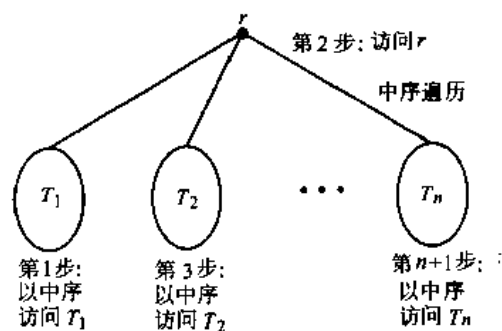 r
第2步: 访问 r
中序遍历
T1
T2
•••
Tn
第1步:
以中序
访问 T1
第3步:
以中序
访问 T2
第n+1步:
以中序
访问 Tn